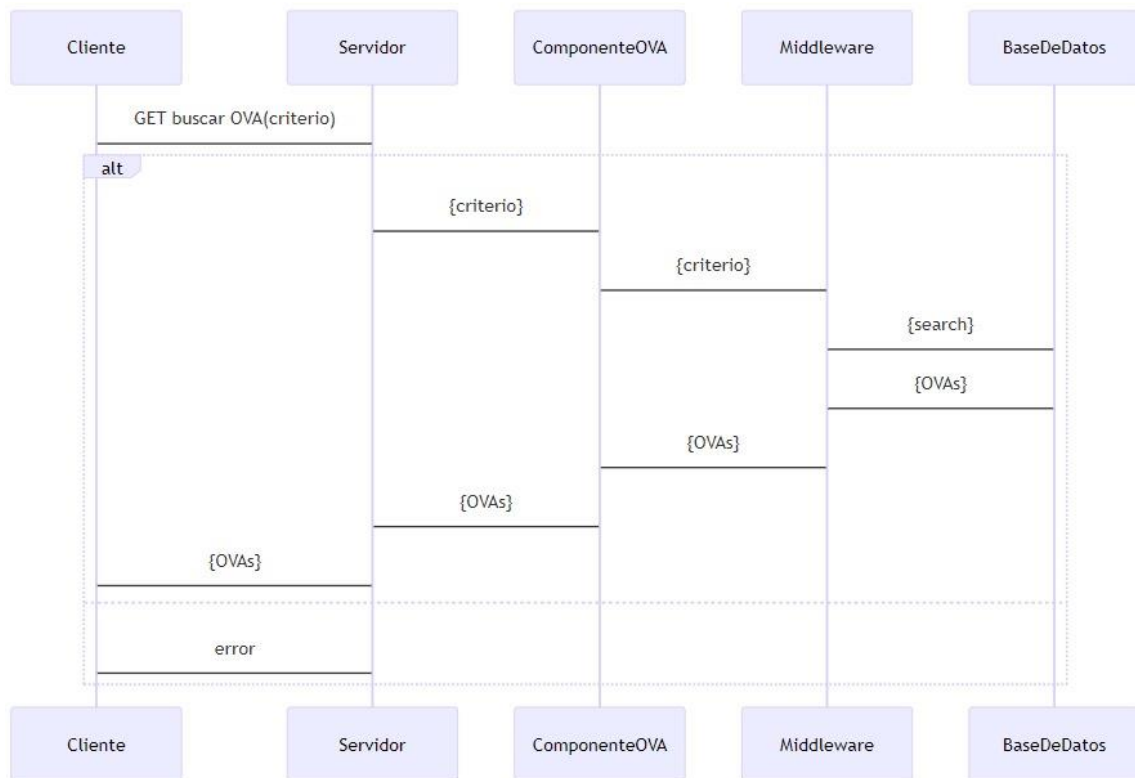 Cliente
Servidor
ComponenteOVA
Middleware
BaseDeDatos
GET buscar OVA(criterio)
alt
{criterio}
{criterio}
{search}
{OVAs}
{OVAs}
{OVAs}
{OVAs}
error
Cliente
Servidor
ComponenteOVA
Middleware
BaseDeDatos